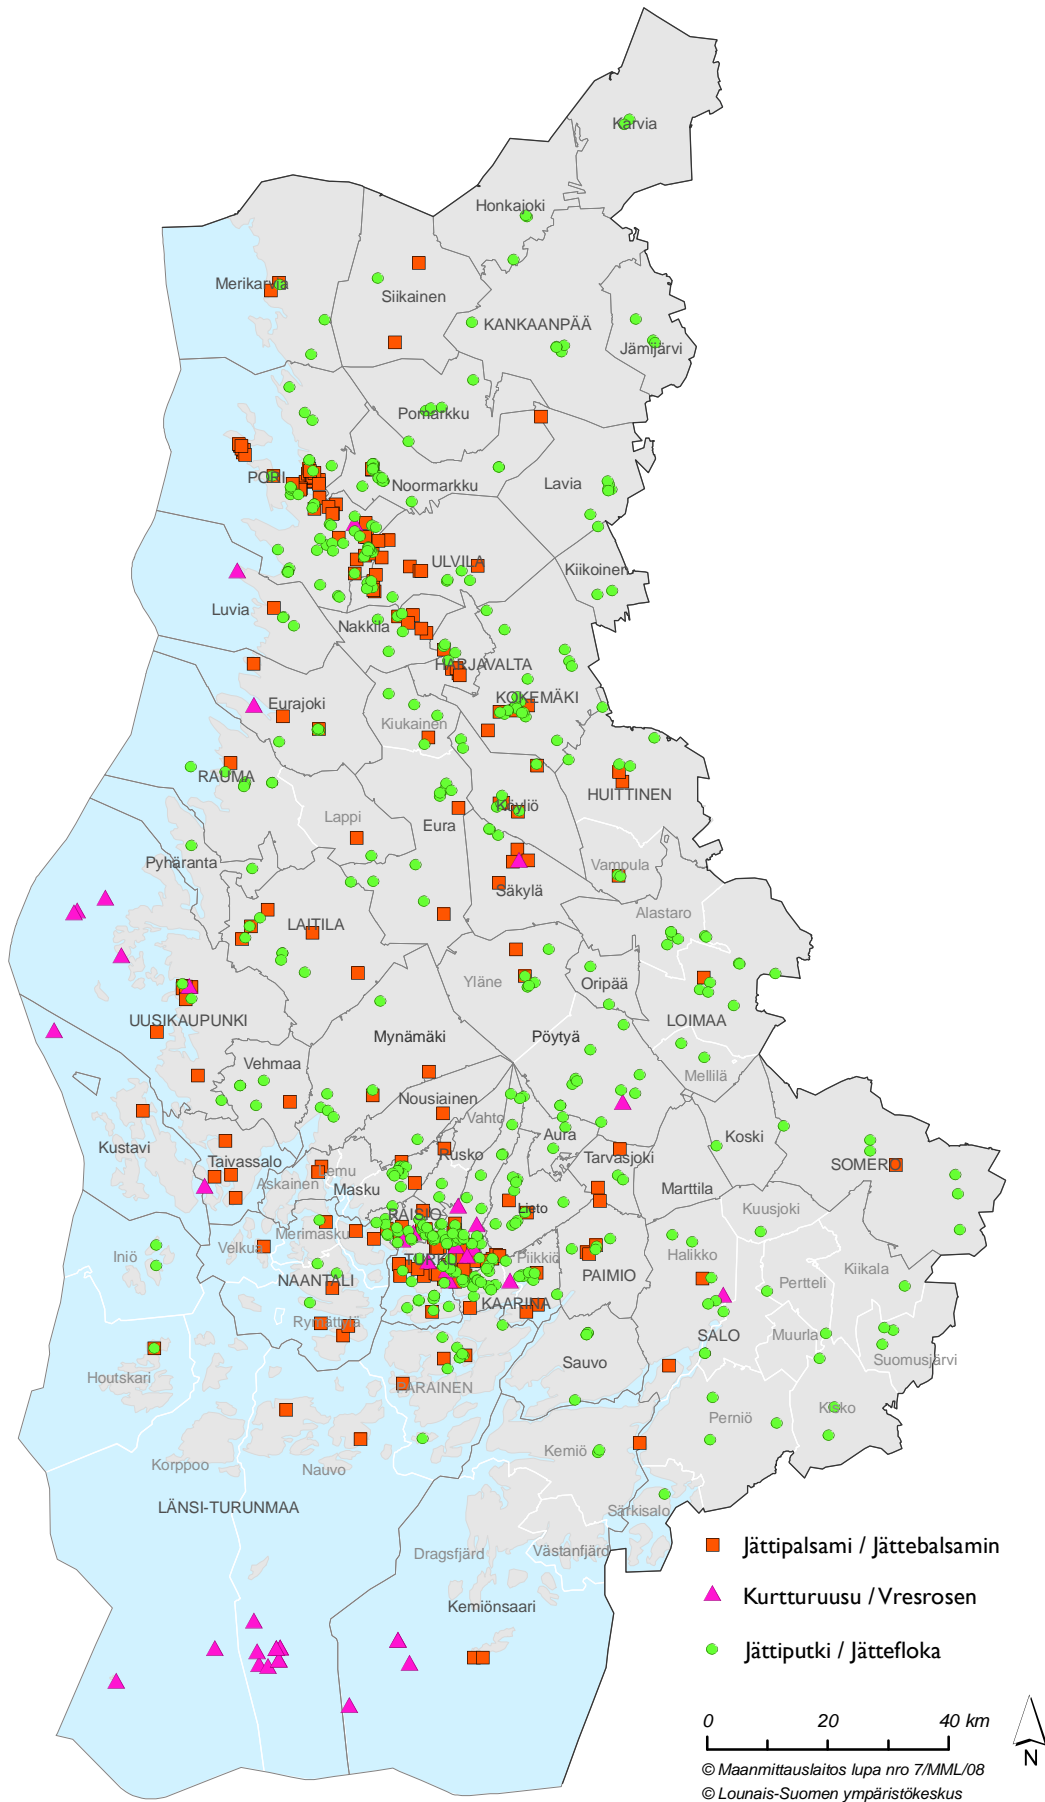 Karvia
Honkajoki
Merikarvia
Siikainen
KANKAANPÄÄ
Jämijärvi
Pomarkku
PORI
Noormarkku
Lavia
ULVILA
Kiikoinen
Luvia
Nakkila
HARJAVALTA
KOKEMÄKI
Eurajoki
Kiukainen
RAUMA
HUITTINEN
Köyliö
Lappi
Eura
Pyhäranta
Vampula
Säkylä
Alastaro
LAITILA
Yläne
Oripää
UUSIKAUPUNKI
LOIMAA
Mynämäki
Pöytyä
Vehmaa
Mellilä
Nousiainen
Vahto
Kustavi
Aura
Koski
Rusko
Tarvasjoki
Taivassalo
SOMERO
Lemu
Askainen
Masku
Marttila
Lieto
Kuusjoki
RAISIO
Merimasku
Velkua
Iniö
TURKU
Piikkiö
Halikko
Kiikala
NAANTALI
PAIMIO
Pertteli
KAARINA
Rymättylä
SALO
Muurla
Sauvo
Suomusjärvi
Houtskari
PARAINEN
Kisko
Perniö
Kemiö
Korppoo
Nauvo
LÄNSI-TURUNMAA
Särkisalo
Dragsfjärd
Västanfjärd
Jättipalsami / Jättebalsamin
Kemiönsaari
Kurtturuusu / Vresrosen
Jättiputki / Jättefloka
0 20 40 km
N
© Maanmittauslaitos lupa nro 7/MML/08
© Lounais-Suomen ympäristökeskus